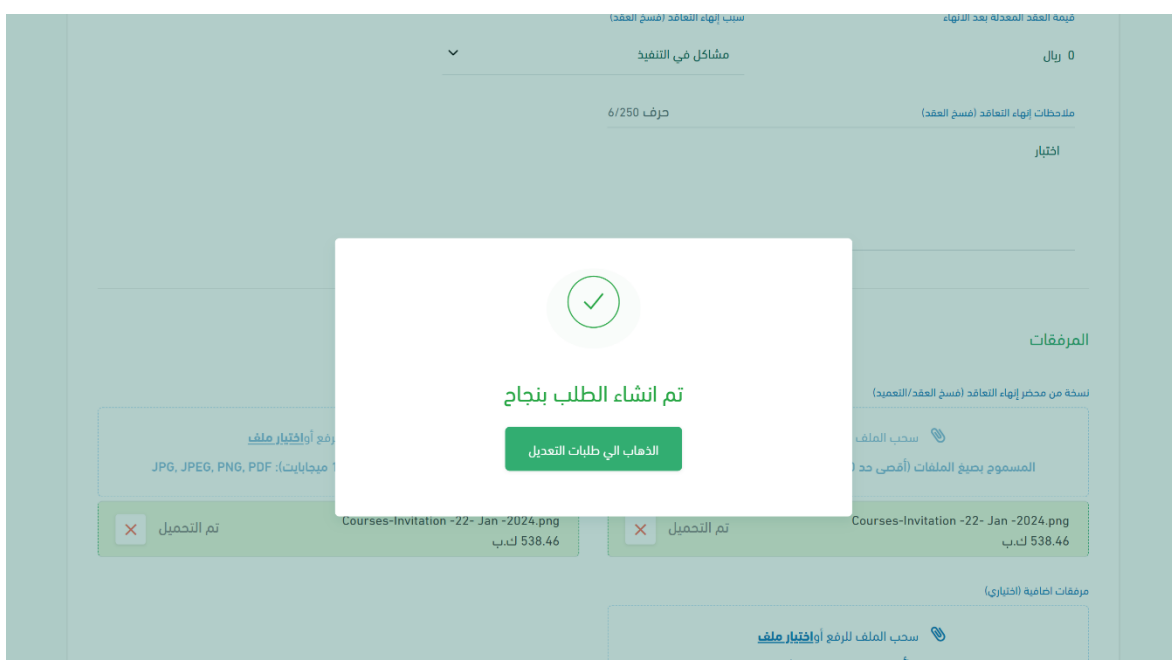 قيمة العقد المعدلة بعد الانهاء
سبب إنهاء التعاقد (فسخ العقد)
0 ريال
مشاكل في التنفيذ
ملاحظات إنهاء التعاقد (فسخ العقد)
حرف 6/250
اختبار
تم انشاء الطلب بنجاح
الذهاب الي طلبات التعديل
المرفقات
نسخة من محضر إنهاء التعاقد (فسخ العقد/التعميد)
سحب الملف
رفع أواختيار ملف
المسموح بصيغ الملفات (أقصى حد
ميجابايت): JPG, JPEG, PNG, PDF
Courses-Invitation -22- Jan -2024.png
538.46 ك.ب
تم التحميل
Courses-Invitation -22- Jan -2024.png
538.46 ك.ب
تم التحميل
مرفقات اضافية (اختياري)
سحب الملف للرفع أواختيار ملف